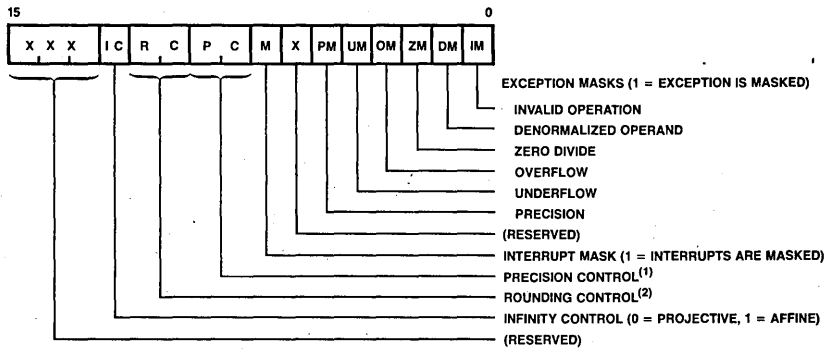 15 0
X X X IC R C P C M X PM UM OM ZM DM IM
EXCEPTION MASKS (1 = EXCEPTION IS MASKED)
INVALID OPERATION
DENORMALIZED OPERAND
ZERO DIVIDE
OVERFLOW
UNDERFLOW
PRECISION
(RESERVED)
INTERRUPT MASK (1 = INTERRUPTS ARE MASKED)
PRECISION CONTROL(1)
ROUNDING CONTROL(2)
INFINITY CONTROL (0 = PROJECTIVE, 1 = AFFINE)
(RESERVED)